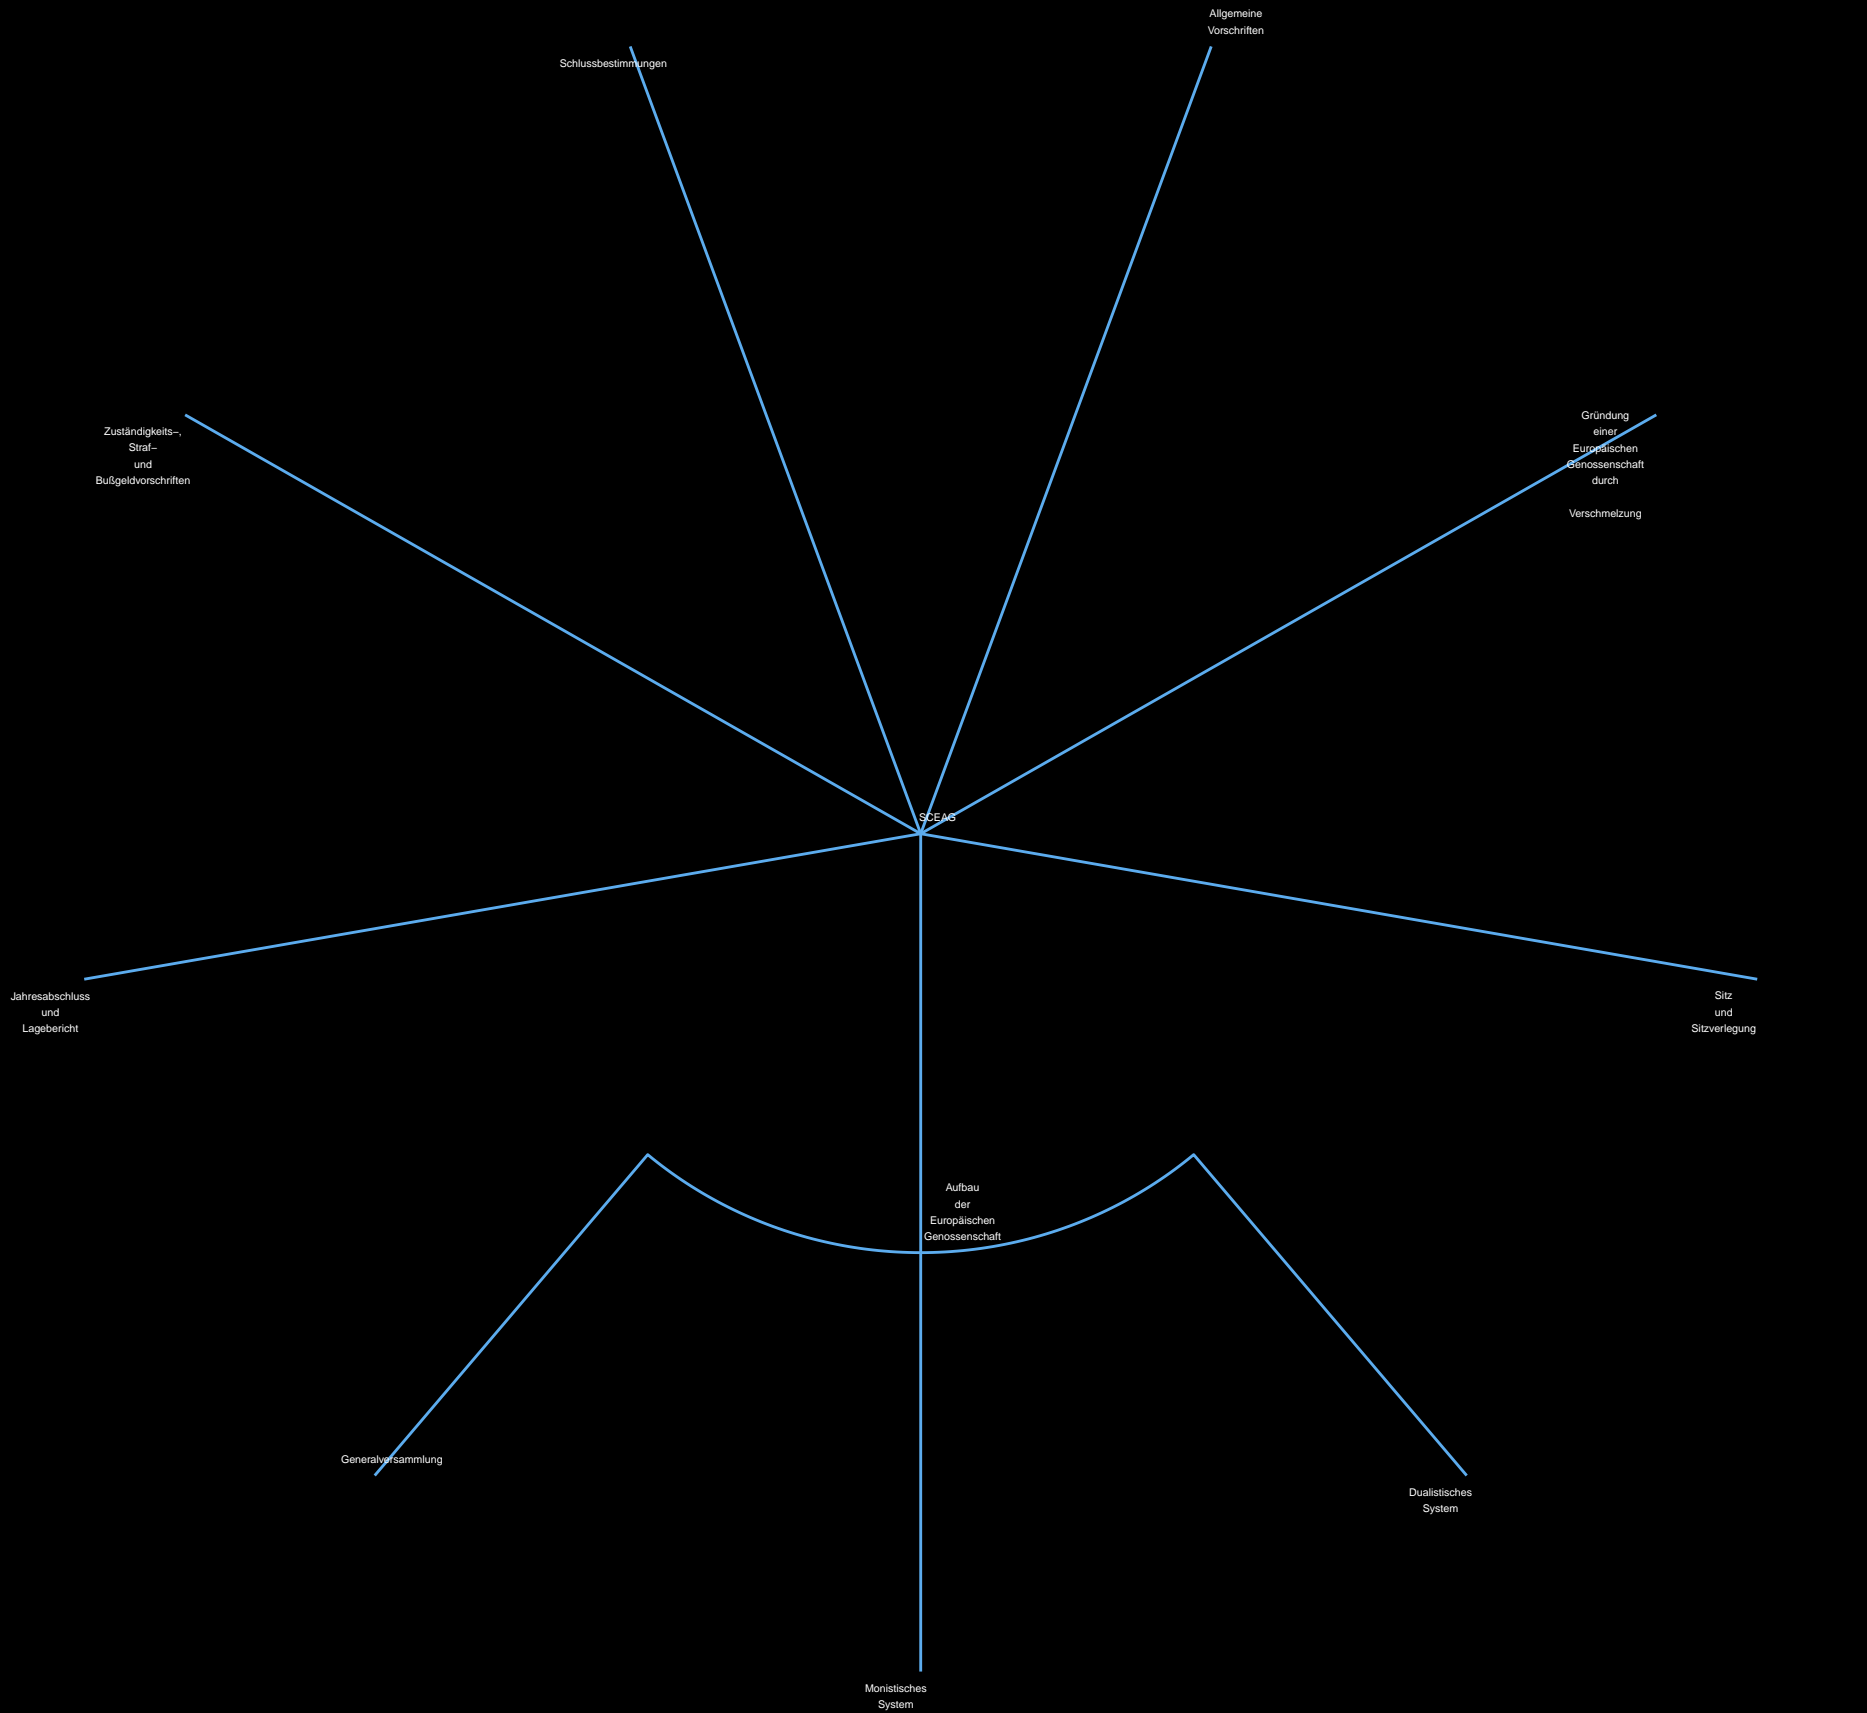 Allgemeine
Vorschriften
Schlussbestimmungen
Gründung
einer
Europäischen
Genossenschaft
durch
Verschmelzung
Zuständigkeits–,
Straf–
und
Bußgeldvorschriften
SCEAG
Jahresabschluss
und
Lagebericht
Sitz
und
Sitzverlegung
Aufbau
der
Europäischen
Genossenschaft
Generalversammlung
Dualistisches
System
Monistisches
System